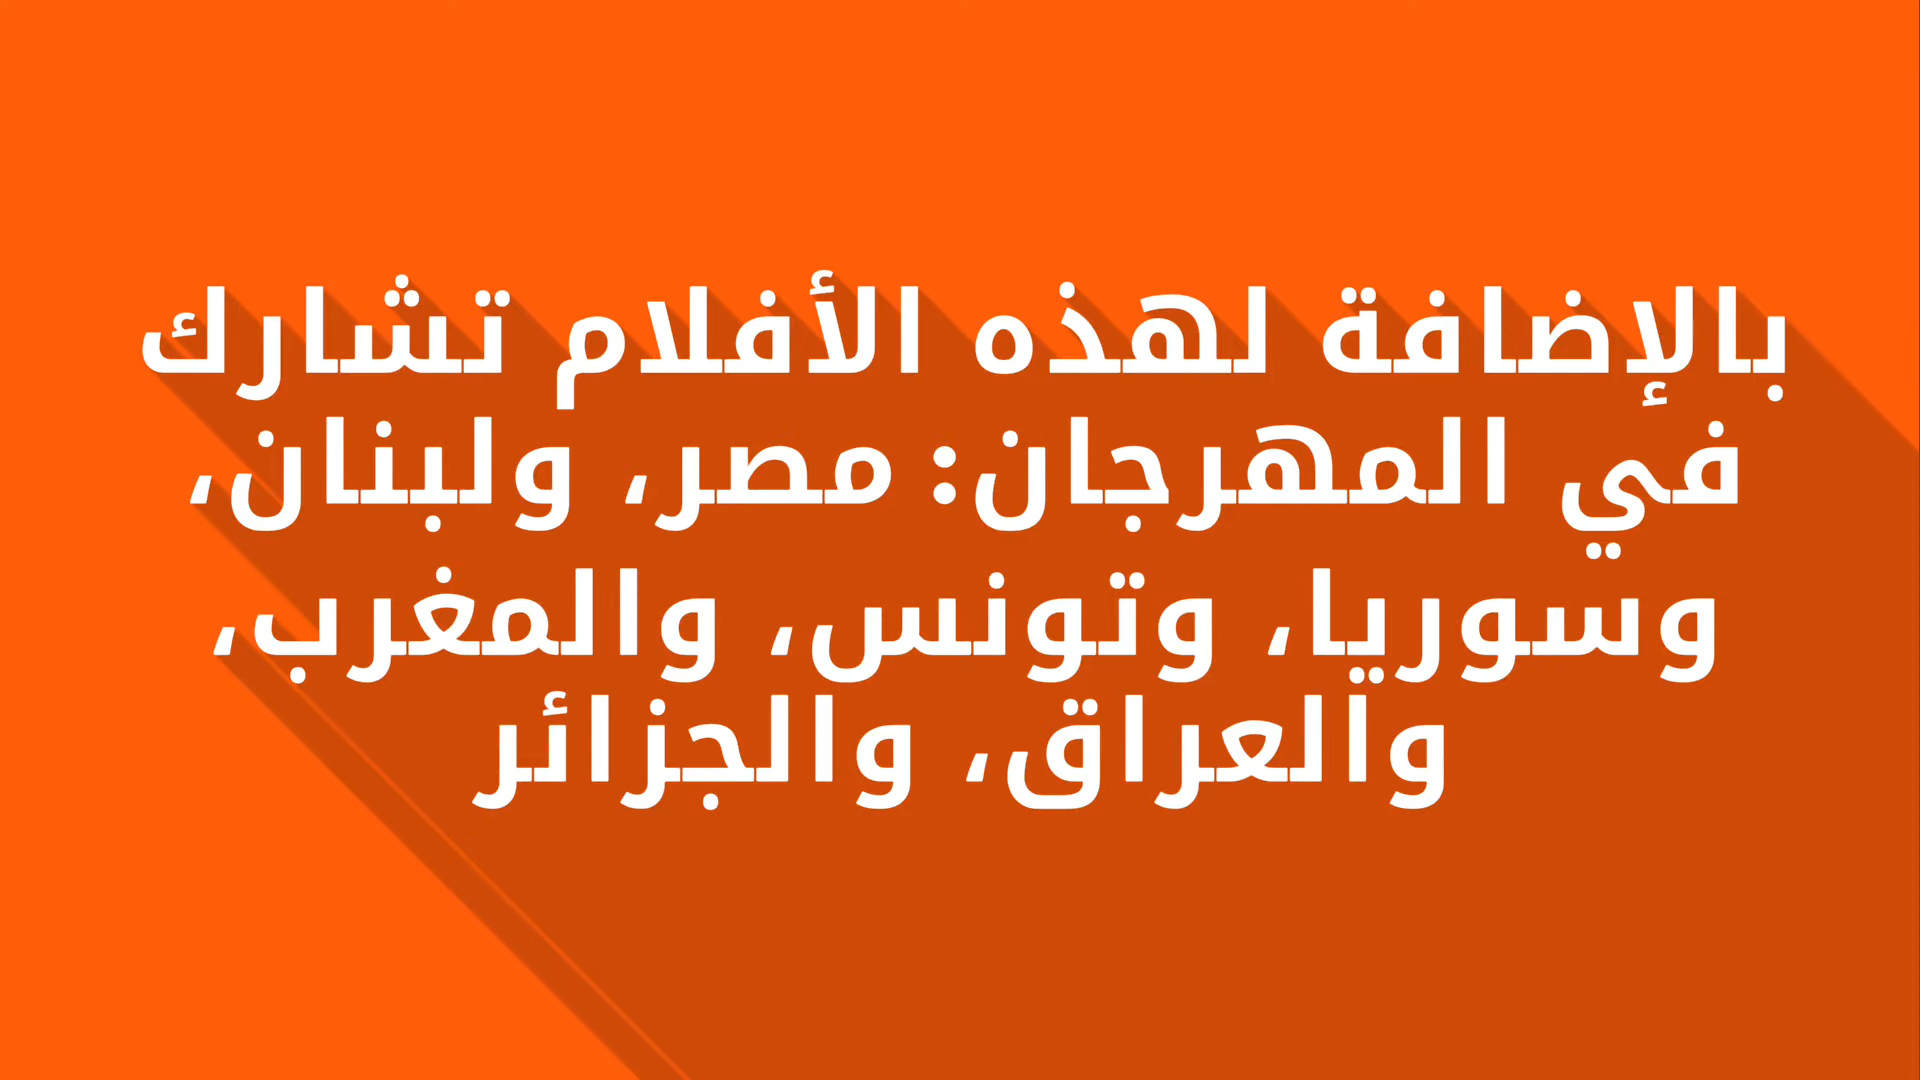 بالإضافة لهذه الأفلام تشارك
في المهرجان: مصر، ولبنان،
وسوريا، وتونس، والمغرب،
والعراق، والجزائر